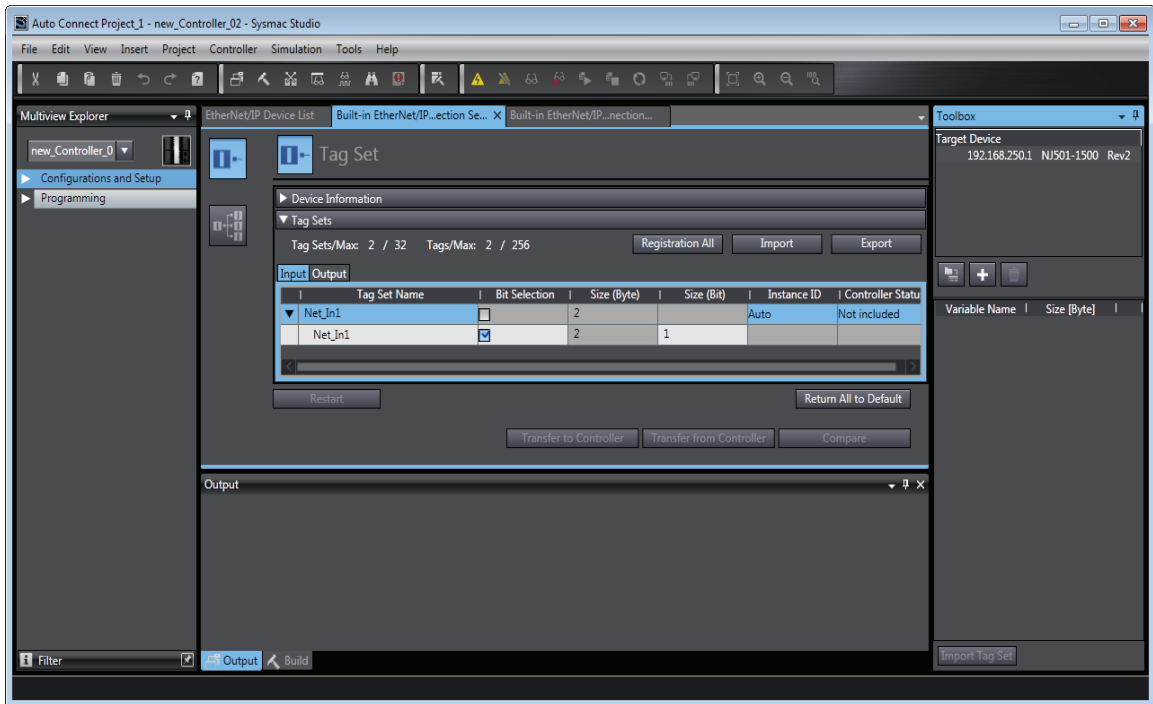 Auto Connect Project_1 - new_Controller_02 - Sysmac Studio
File Edit View Insert Project Controller Simulation Tools Help
Multiview Explorer
new_Controller_0
Configurations and Setup
Programming
EtherNet/IP Device List
Built-in EtherNet/IP...ection Se... X
Built-in EtherNet/IP...nection...
Tag Set
Device Information
Tag Sets
Tag Sets/Max: 2 / 32 Tags/Max: 2 / 256
Registration All
Import
Export
Input
Output
Tag Set Name Bit Selection Size (Byte) Size (Bit) Instance ID Controller Statu
Net_In1 2 Auto Not included
Net_In1 2 1
Restart
Return All to Default
Transfer to Controller
Transfer from Controller
Compare
Output
Toolbox
Target Device
192.168.250.1 NJ501-1500 Rev2
Variable Name Size [Byte]
Import Tag Set
Filter
Output
Build